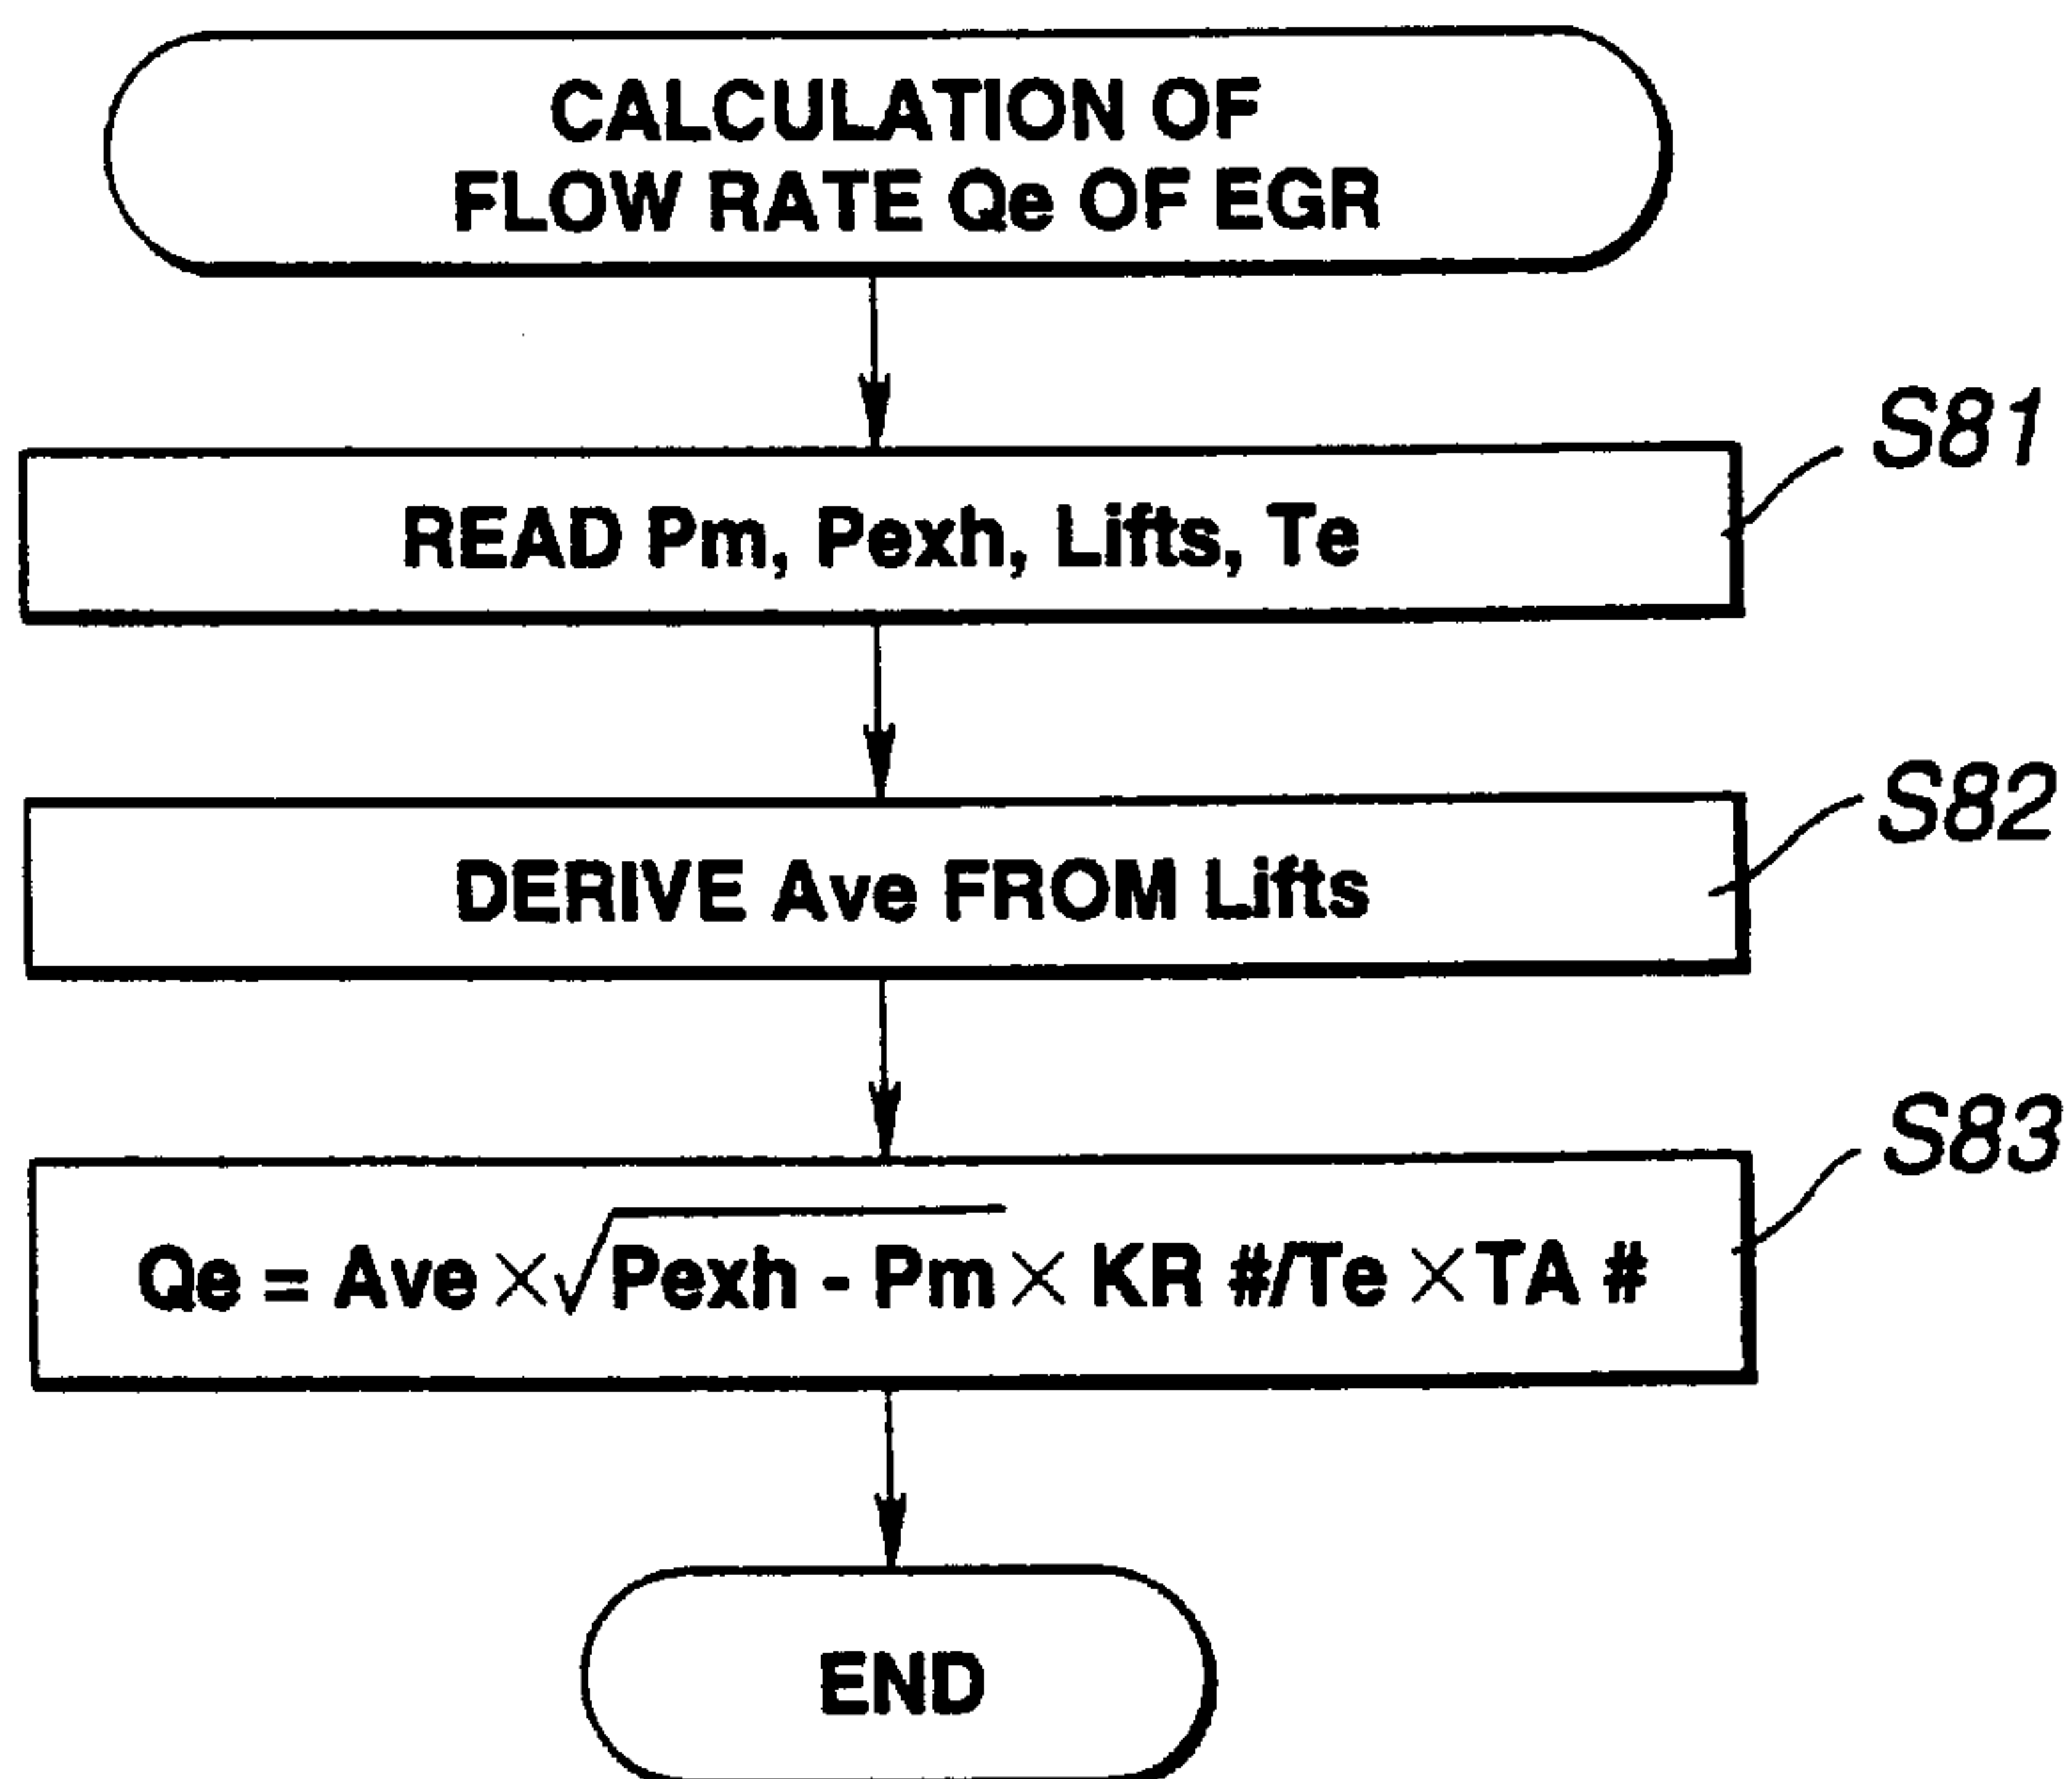 CALCULATION OF
FLOW RATE Qe OF EGR
S81
READ Pm, Pexh, Lifts, Te
S82
DERIVE Ave FROM Lifts
S83
Qe = Ave ×√Pexh - Pm × KR #/Te ×TA #
END